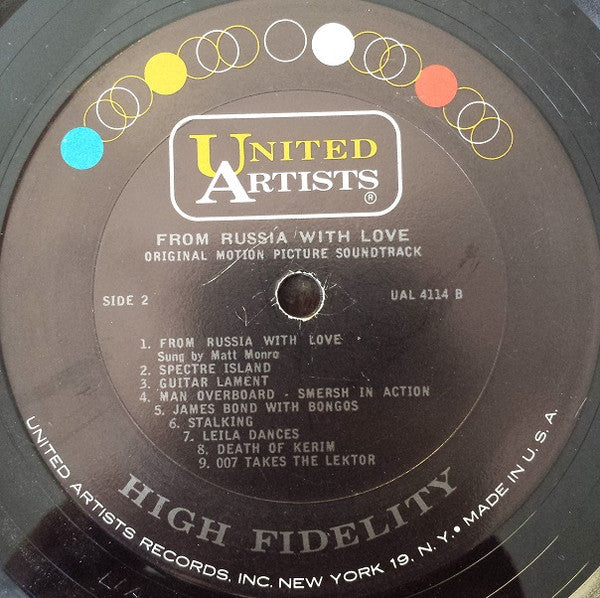 UNITED
ARTISTS
®
FROM RUSSIA WITH LOVE
ORIGINAL MOTION PICTURE SOUNDTRACK
SIDE 2
UAL 4114 B
1. FROM RUSSIA WITH LOVE
Sung by Matt Monro
2. SPECTRE ISLAND
3. GUITAR LAMENT
4. MAN OVERBOARD - SMERSH IN ACTION
5. JAMES BOND WITH BONGOS
6. STALKING
7. LEILA DANCES
8. DEATH OF KERIM
9. 007 TAKES THE LEKTOR
HIGH FIDELITY
UNITED ARTISTS RECORDS, INC. NEW YORK 19, N. Y. • MADE IN U. S. A.